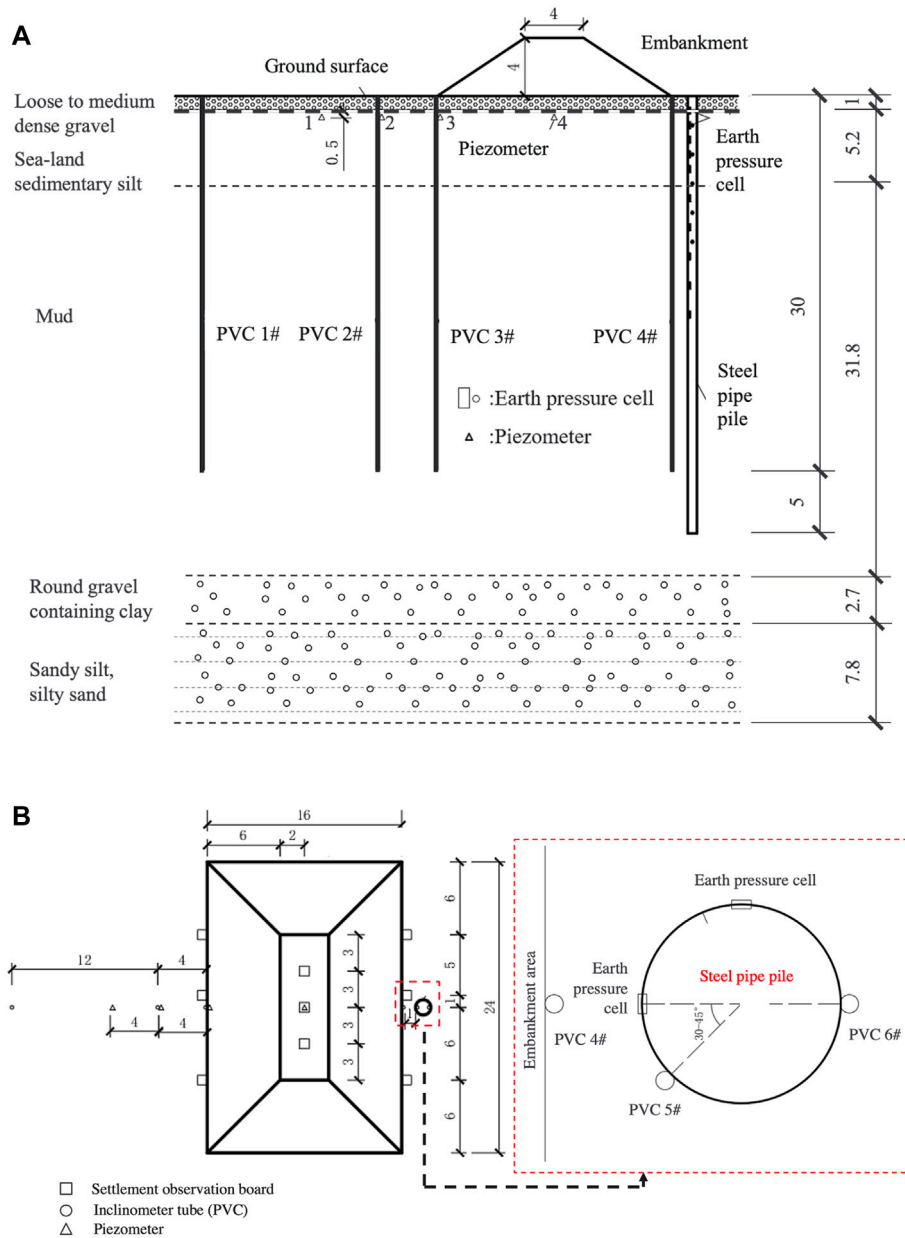 A
4
4
Embankment
Ground surface
Loose to medium
dense gravel
1
2
3
4
0.5
Piezometer
Earth
pressure
cell
1
5.2
Sea-land
sedimentary silt
Mud
PVC 1#
PVC 2#
PVC 3#
PVC 4#
30
31.8
:Earth pressure cell
:Piezometer
Steel
pipe
pile
5
Round gravel
containing clay
2.7
Sandy silt,
silty sand
7.8
B
16
6
2
12
4
4
4
3
3
3
3
6
5
1
6
6
24
1
Embankment area
Earth pressure cell
Earth
pressure
cell
Steel pipe pile
30~45°
PVC 4#
PVC 5#
PVC 6#
Settlement observation board
Inclinometer tube (PVC)
Piezometer